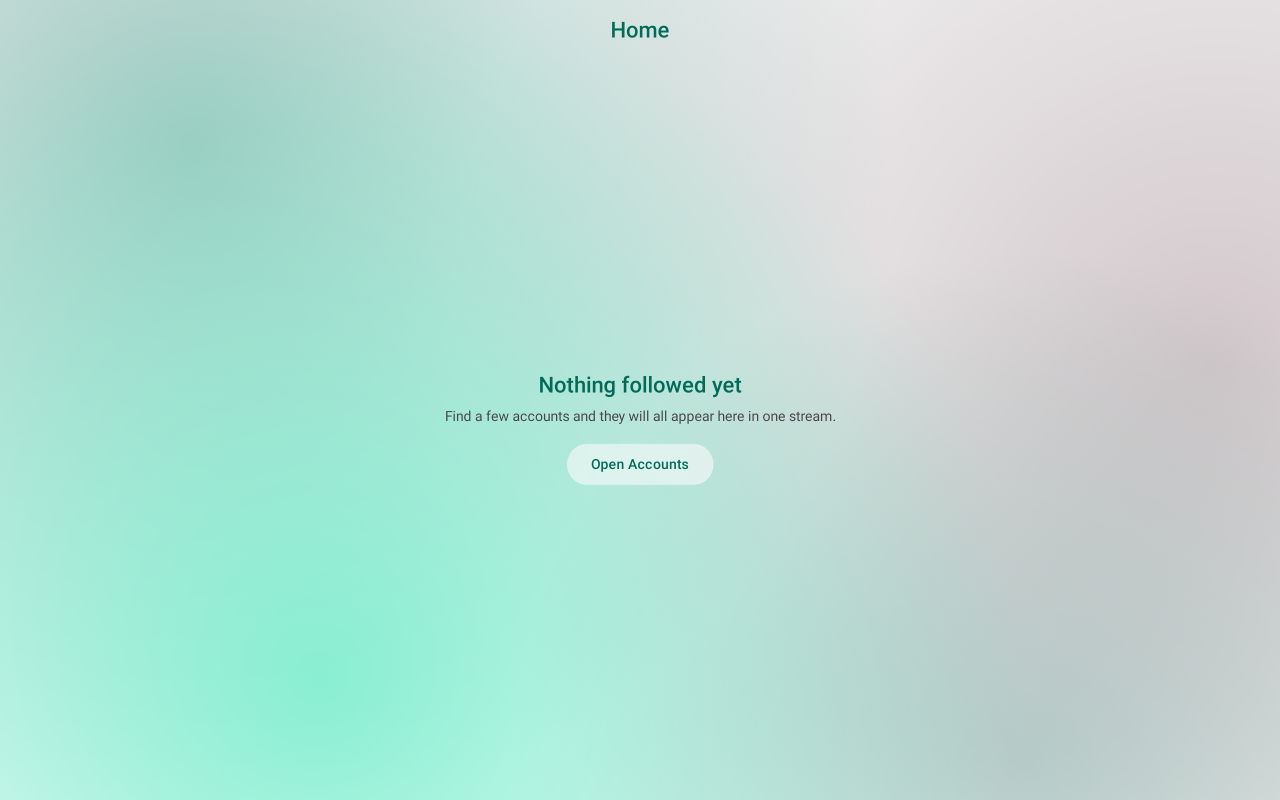 Home
Nothing followed yet
Find a few accounts and they will all appear here in one stream.
Open Accounts